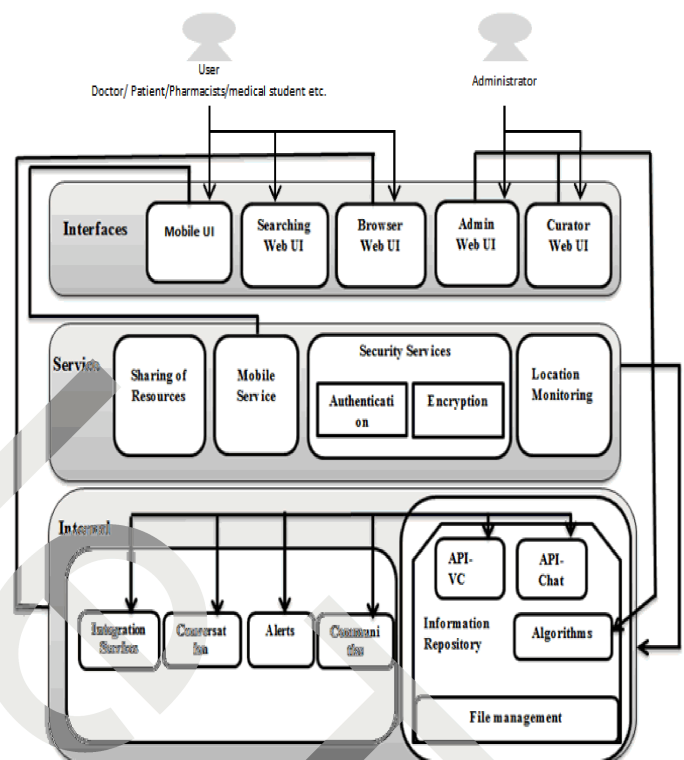 User
Doctor/ Patient/Pharmacists/medical student etc.
Administrator
Interfaces
Mobile UI
Searching
Web UI
Browser
Web UI
Admin
Web UI
Curator
Web UI
Sharing of
Resources
Mobile
Service
Security Services
Authenticati
on
Encryption
Location
Monitoring
Integration
Services
Conversat
ion
Alerts
API-
VC
API-
Chat
Information
Repository
Algorithms
File management